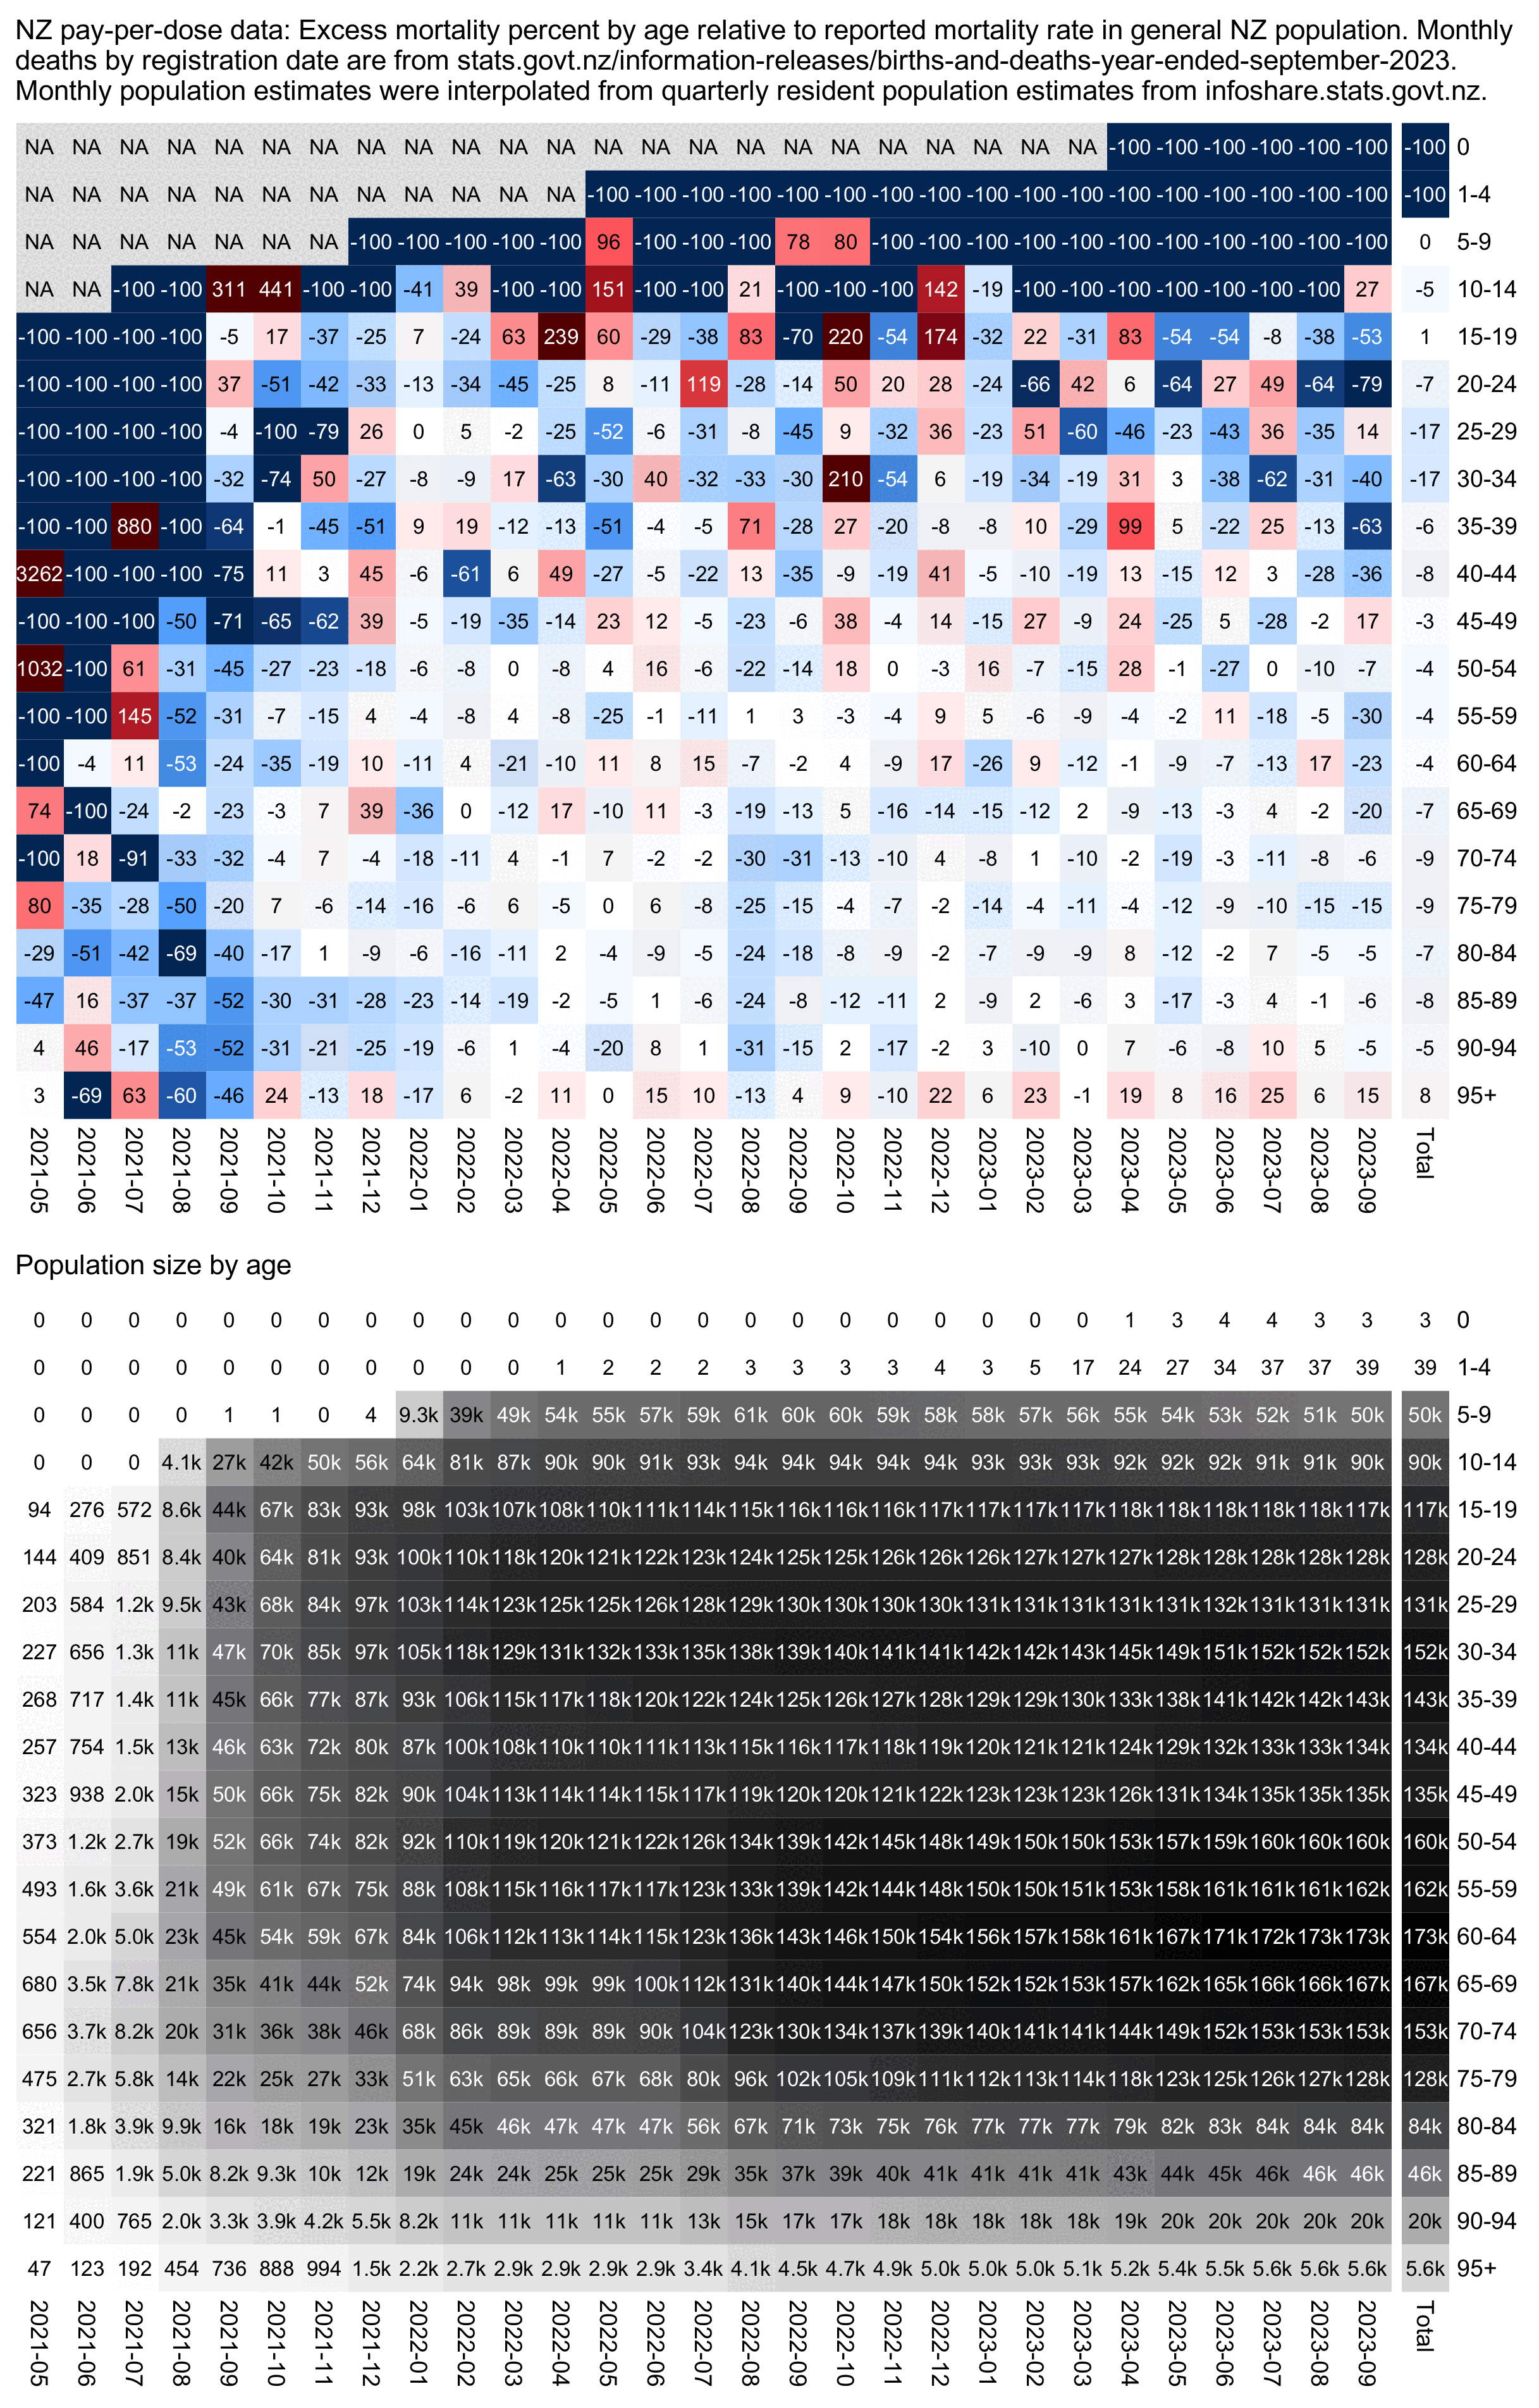 NZ pay-per-dose data: Excess mortality percent by age relative to reported mortality rate in general NZ population. Monthly
deaths by registration date are from stats.govt.nz/information-releases/births-and-deaths-year-ended-september-2023.
Monthly population estimates were interpolated from quarterly resident population estimates from infoshare.stats.govt.nz.
NA NA NA NA NA NA NA NA NA NA NA NA NA NA NA NA NA NA NA NA NA NA NA -100 -100 -100 -100 -100 -100 -100 0
NA NA NA NA NA NA NA NA NA NA NA NA -100 -100 -100 -100 -100 -100 -100 -100 -100 -100 -100 -100 -100 -100 -100 -100 -100 -100 1-4
NA NA NA NA NA NA NA -100 -100 -100 -100 -100 96 -100 -100 -100 78 80 -100 -100 -100 -100 -100 -100 -100 -100 -100 -100 -100 0 5-9
NA NA -100 -100 311 441 -100 -100 -41 39 -100 -100 151 -100 -100 21 -100 -100 -100 142 -19 -100 -100 -100 -100 -100 -100 -100 27 -5 10-14
-100 -100 -100 -100 -5 17 -37 -25 7 -24 63 239 60 -29 -38 83 -70 220 -54 174 -32 22 -31 83 -54 -54 -8 -38 -53 1 15-19
-100 -100 -100 -100 37 -51 -42 -33 -13 -34 -45 -25 8 -11 119 -28 -14 50 20 28 -24 -66 42 6 -64 27 49 -64 -79 -7 20-24
-100 -100 -100 -100 -4 -100 -79 26 0 5 -2 -25 -52 -6 -31 -8 -45 9 -32 36 -23 51 -60 -46 -23 -43 36 -35 14 -17 25-29
-100 -100 -100 -100 -32 -74 50 -27 -8 -9 17 -63 -30 40 -32 -33 -30 210 -54 6 -19 -34 -19 31 3 -38 -62 -31 -40 -17 30-34
-100 -100 880 -100 -64 -1 -45 -51 9 19 -12 -13 -51 -4 -5 71 -28 27 -20 -8 -8 10 -29 99 5 -22 25 -13 -63 -6 35-39
3262 -100 -100 -100 -75 11 3 45 -6 -61 6 49 -27 -5 -22 13 -35 -9 -19 41 -5 -10 -19 13 -15 12 3 -28 -36 -8 40-44
-100 -100 -100 -50 -71 -65 -62 39 -5 -19 -35 -14 23 12 -5 -23 -6 38 -4 14 -15 27 -9 24 -25 5 -28 -2 17 -3 45-49
1032 -100 61 -31 -45 -27 -23 -18 -6 -8 0 -8 4 16 -6 -22 -14 18 0 -3 16 -7 -15 28 -1 -27 0 -10 -7 -4 50-54
-100 -100 145 -52 -31 -7 -15 4 -4 -8 4 -8 -25 -1 -11 1 3 -3 -4 9 5 -6 -9 -4 -2 11 -18 -5 -30 -4 55-59
-100 -4 11 -53 -24 -35 -19 10 -11 4 -21 -10 11 8 15 -7 -2 4 -9 17 -26 9 -12 -1 -9 -7 -13 17 -23 -4 60-64
74 -100 -24 -2 -23 -3 7 39 -36 0 -12 17 -10 11 -3 -19 -13 5 -16 -14 -15 -12 2 -9 -13 -3 4 -2 -20 -7 65-69
-100 18 -91 -33 -32 -4 7 -4 -18 -11 4 -1 7 -2 -2 -30 -31 -13 -10 4 -8 1 -10 -2 -19 -3 -11 -8 -6 -9 70-74
80 -35 -28 -50 -20 7 -6 -14 -16 -6 6 -5 0 6 -8 -25 -15 -4 -7 -2 -14 -4 -11 -4 -12 -9 -10 -15 -15 -9 75-79
-29 -51 -42 -69 -40 -17 1 -9 -6 -16 -11 2 -4 -9 -5 -24 -18 -8 -9 -2 -7 -9 -9 8 -12 -2 7 -5 -5 -7 80-84
-47 16 -37 -37 -52 -30 -31 -28 -23 -14 -19 -2 -5 1 -6 -24 -8 -12 -11 2 -9 2 -6 3 -17 -3 4 -1 -6 -8 85-89
4 46 -17 -53 -52 -31 -21 -25 -19 -6 1 -4 -20 8 1 -31 -15 2 -17 -2 3 -10 0 7 -6 -8 10 5 -5 -5 90-94
3 -69 63 -60 -46 24 -13 18 -17 6 -2 11 0 15 10 -13 4 9 -10 22 6 23 -1 19 8 16 25 6 15 8 95+
2021-05 2021-06 2021-07 2021-08 2021-09 2021-10 2021-11 2021-12 2022-01 2022-02 2022-03 2022-04 2022-05 2022-06 2022-07 2022-08 2022-09 2022-10 2022-11 2022-12 2023-01 2023-02 2023-03 2023-04 2023-05 2023-06 2023-07 2023-08 2023-09 Total
Population size by age
0 0 0 0 0 0 0 0 0 0 0 0 0 0 0 0 0 0 0 0 0 0 0 1 3 4 4 3 3 3 0
0 0 0 0 0 0 0 0 0 0 0 1 2 2 2 3 3 3 3 4 3 5 17 24 27 34 37 37 39 39 1-4
0 0 0 0 1 1 0 4 9.3k 39k 49k 54k 55k 57k 59k 61k 60k 60k 59k 58k 58k 57k 56k 55k 54k 53k 52k 51k 50k 50k 5-9
0 0 0 4.1k 27k 42k 50k 56k 64k 81k 87k 90k 90k 91k 93k 94k 94k 94k 94k 94k 93k 93k 93k 92k 92k 92k 91k 91k 90k 90k 10-14
94 276 572 8.6k 44k 67k 83k 93k 98k 103k 107k 108k 110k 111k 114k 115k 116k 116k 116k 117k 117k 117k 117k 118k 118k 118k 118k 118k 117k 117k 15-19
144 409 851 8.4k 40k 64k 81k 93k 100k 110k 118k 120k 121k 122k 123k 124k 125k 125k 126k 126k 126k 127k 127k 127k 128k 128k 128k 128k 128k 128k 20-24
203 584 1.2k 9.5k 43k 68k 84k 97k 103k 114k 123k 125k 125k 126k 128k 129k 130k 130k 130k 130k 131k 131k 131k 131k 131k 132k 131k 131k 131k 131k 25-29
227 656 1.3k 11k 47k 70k 85k 97k 105k 118k 129k 131k 132k 133k 135k 138k 139k 140k 141k 141k 142k 142k 143k 145k 149k 151k 152k 152k 152k 152k 30-34
268 717 1.4k 11k 45k 66k 77k 87k 93k 106k 115k 117k 118k 120k 122k 124k 125k 126k 127k 128k 129k 129k 130k 133k 138k 141k 142k 142k 143k 143k 35-39
257 754 1.5k 13k 46k 63k 72k 80k 87k 100k 108k 110k 110k 111k 113k 115k 116k 117k 118k 119k 120k 121k 121k 124k 129k 132k 133k 133k 134k 134k 40-44
323 938 2.0k 15k 50k 66k 75k 82k 90k 104k 113k 114k 114k 115k 117k 119k 120k 120k 121k 122k 123k 123k 123k 126k 131k 134k 135k 135k 135k 135k 45-49
373 1.2k 2.7k 19k 52k 66k 74k 82k 92k 110k 119k 120k 121k 122k 126k 134k 139k 142k 145k 148k 149k 150k 150k 153k 157k 159k 160k 160k 160k 160k 50-54
493 1.6k 3.6k 21k 49k 61k 67k 75k 88k 108k 115k 116k 117k 117k 123k 133k 139k 142k 144k 148k 150k 150k 151k 153k 158k 161k 161k 161k 162k 162k 55-59
554 2.0k 5.0k 23k 45k 54k 59k 67k 84k 106k 112k 113k 114k 115k 123k 136k 143k 146k 150k 154k 156k 157k 158k 161k 167k 171k 172k 173k 173k 173k 60-64
680 3.5k 7.8k 21k 35k 41k 44k 52k 74k 94k 98k 99k 99k 100k 112k 131k 140k 144k 147k 150k 152k 152k 153k 157k 162k 165k 166k 166k 167k 167k 65-69
656 3.7k 8.2k 20k 31k 36k 38k 46k 68k 86k 89k 89k 89k 90k 104k 123k 130k 134k 137k 139k 140k 141k 141k 144k 149k 152k 153k 153k 153k 153k 70-74
475 2.7k 5.8k 14k 22k 25k 27k 33k 51k 63k 65k 66k 67k 68k 80k 96k 102k 105k 109k 111k 112k 113k 114k 118k 123k 125k 126k 127k 128k 128k 75-79
321 1.8k 3.9k 9.9k 16k 18k 19k 23k 35k 45k 46k 47k 47k 47k 56k 67k 71k 73k 75k 76k 77k 77k 77k 79k 82k 83k 84k 84k 84k 84k 80-84
221 865 1.9k 5.0k 8.2k 9.3k 10k 12k 19k 24k 24k 25k 25k 25k 29k 35k 37k 39k 40k 41k 41k 41k 41k 43k 44k 45k 46k 46k 46k 46k 85-89
121 400 765 2.0k 3.3k 3.9k 4.2k 5.5k 8.2k 11k 11k 11k 11k 11k 13k 15k 17k 17k 18k 18k 18k 18k 18k 19k 20k 20k 20k 20k 20k 20k 90-94
47 123 192 454 736 888 994 1.5k 2.2k 2.7k 2.9k 2.9k 2.9k 2.9k 3.4k 4.1k 4.5k 4.7k 4.9k 5.0k 5.0k 5.0k 5.1k 5.2k 5.4k 5.5k 5.6k 5.6k 5.6k 5.6k 95+
2021-05 2021-06 2021-07 2021-08 2021-09 2021-10 2021-11 2021-12 2022-01 2022-02 2022-03 2022-04 2022-05 2022-06 2022-07 2022-08 2022-09 2022-10 2022-11 2022-12 2023-01 2023-02 2023-03 2023-04 2023-05 2023-06 2023-07 2023-08 2023-09 Total